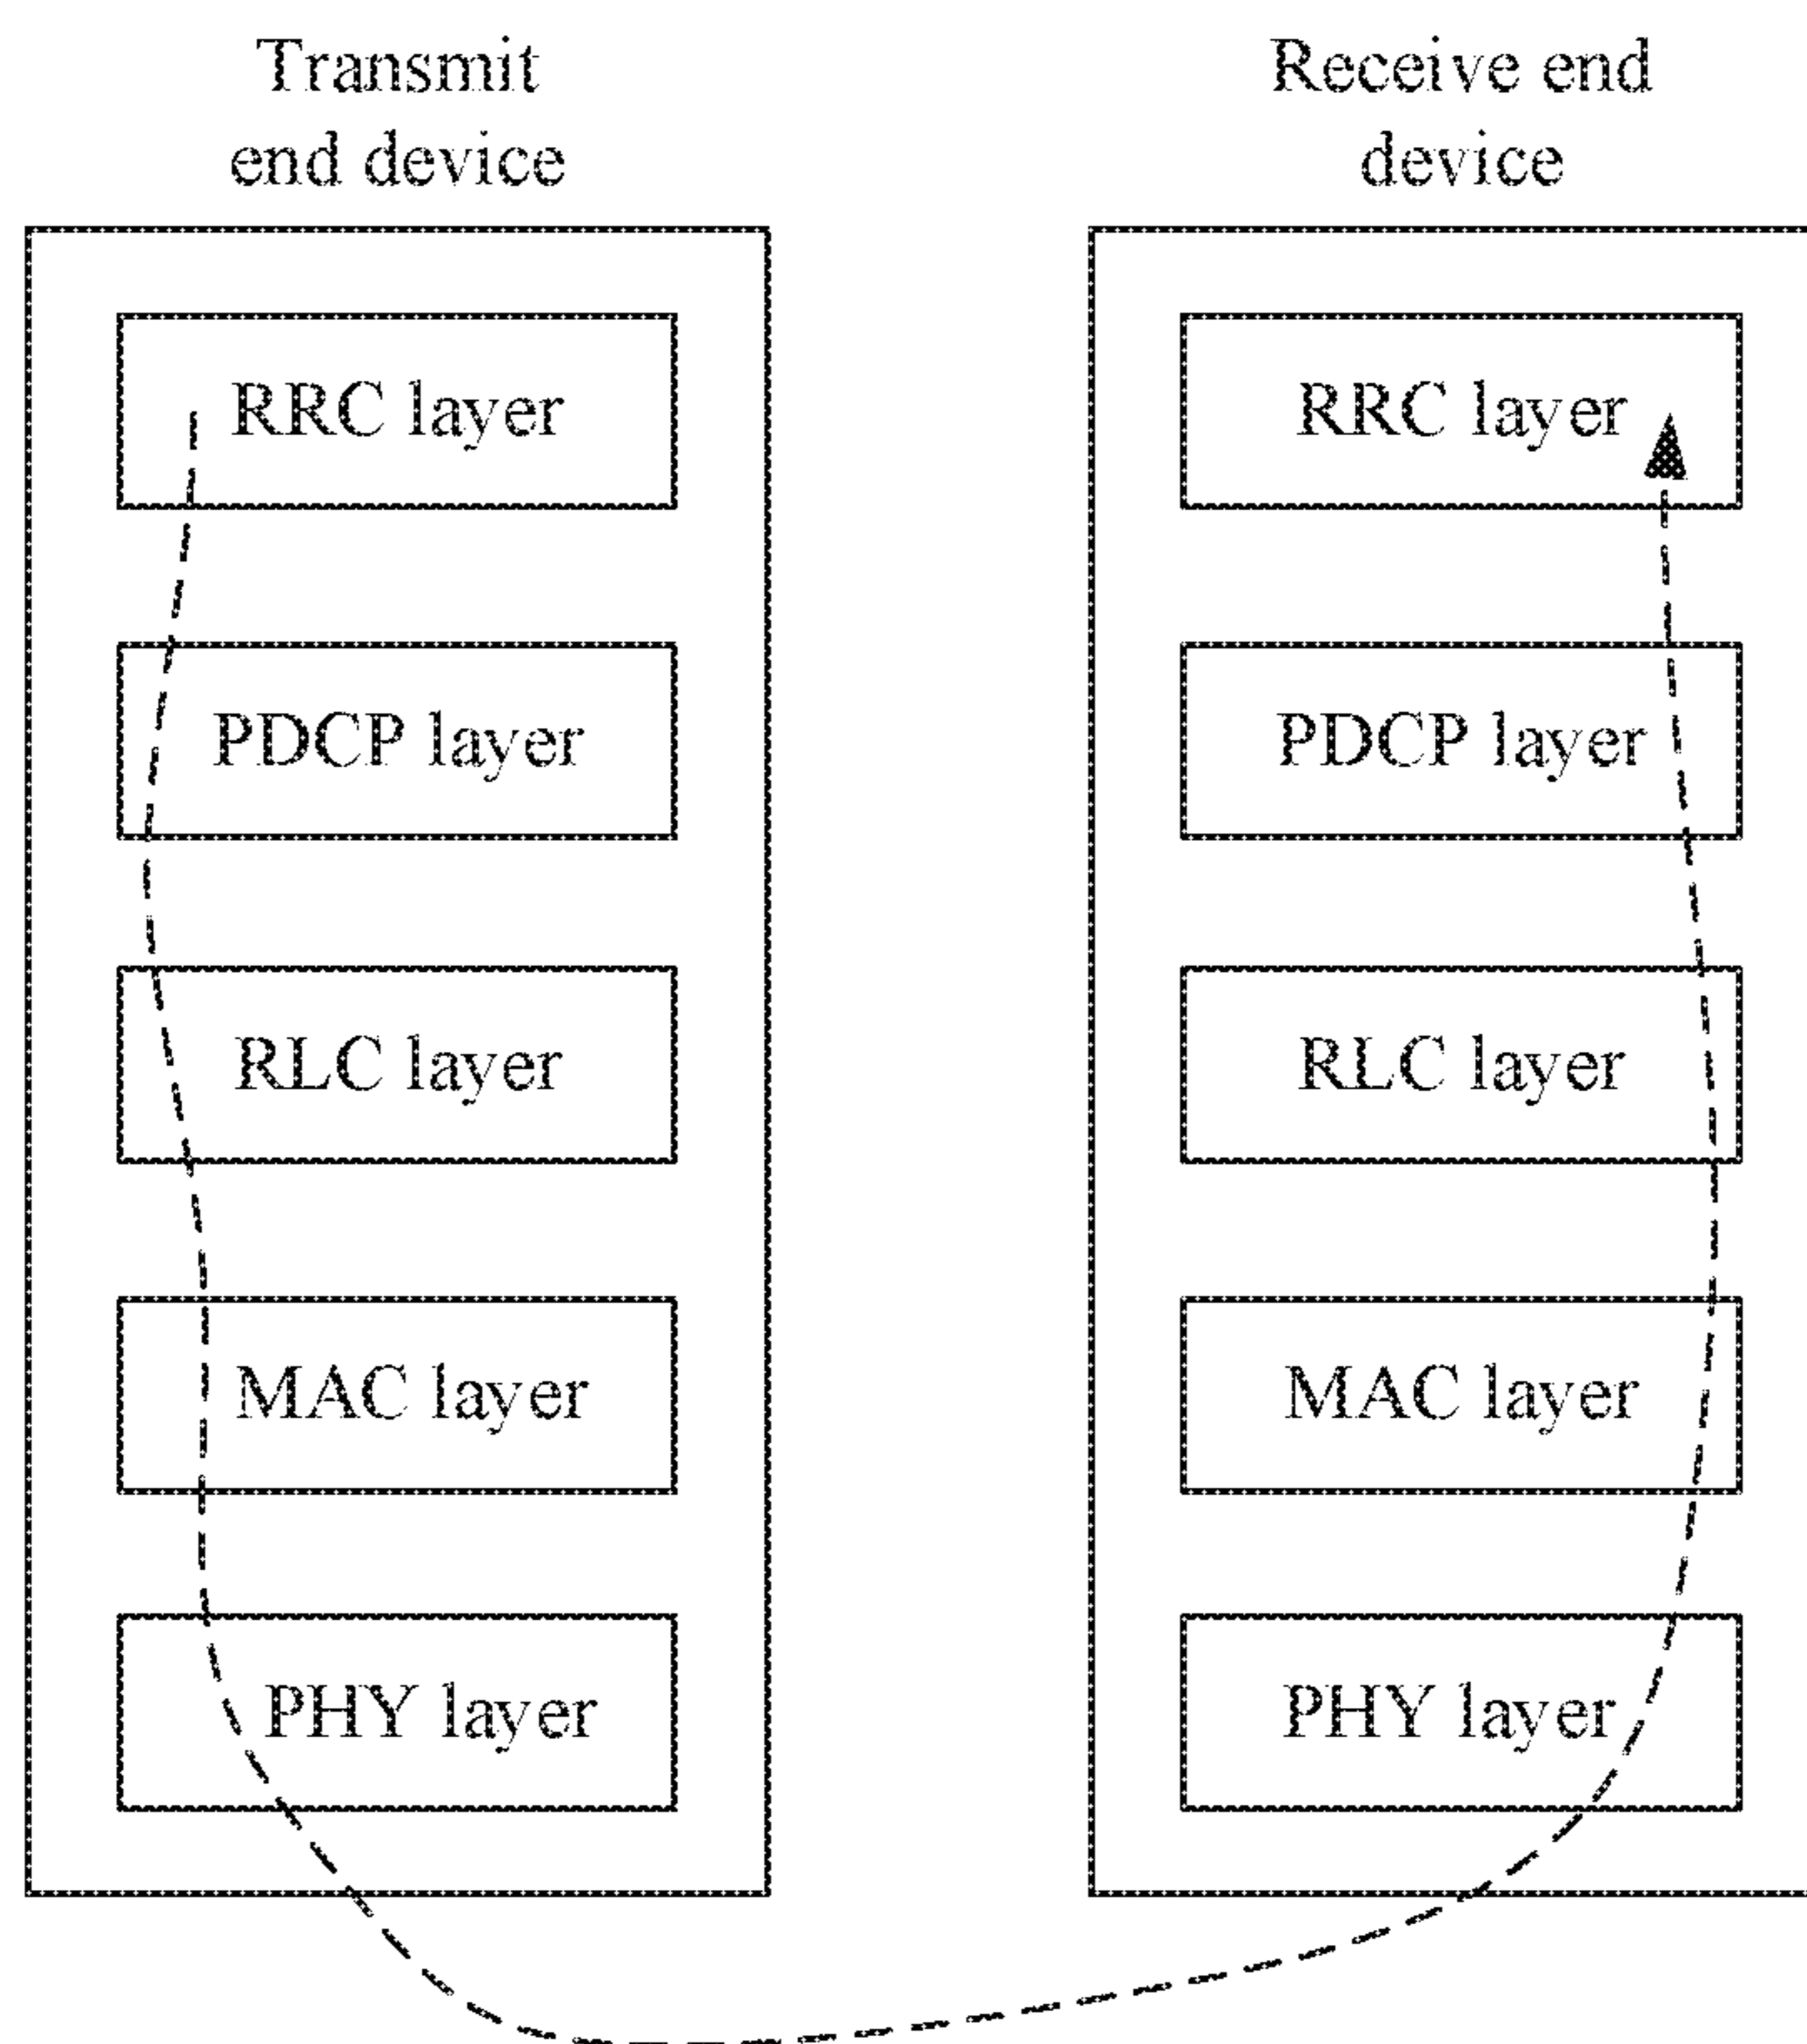 Transmit
end device
RRC layer
PDCP layer
RLC layer
MAC layer
PHY layer
Receive end
device
RRC layer
PDCP layer
RLC layer
MAC layer
PHY layer